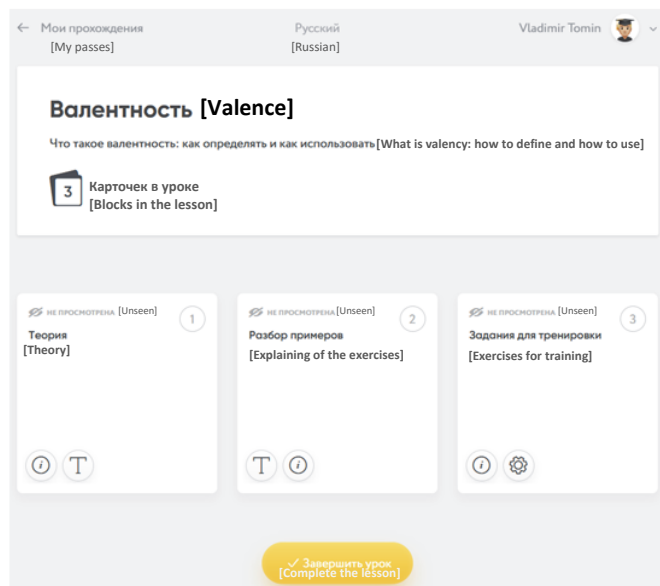 ← Мои прохождения
[My passes]
Русский
[Russian]
Vladimir Tomin
Валентность [Valence]
Что такое валентность: как определять и как использовать [What is valency: how to define and how to use]
3
Карточек в уроке
[Blocks in the lesson]
НЕ ПРОСМОТРЕНА [Unseen]
1
Теория
[Theory]
i T
НЕ ПРОСМОТРЕНА [Unseen]
2
Разбор примеров
[Explaining of the exercises]
T i
НЕ ПРОСМОТРЕНА [Unseen]
3
Задания для тренировки
[Exercises for training]
i
✓ Завершить урок
[Complete the lesson]